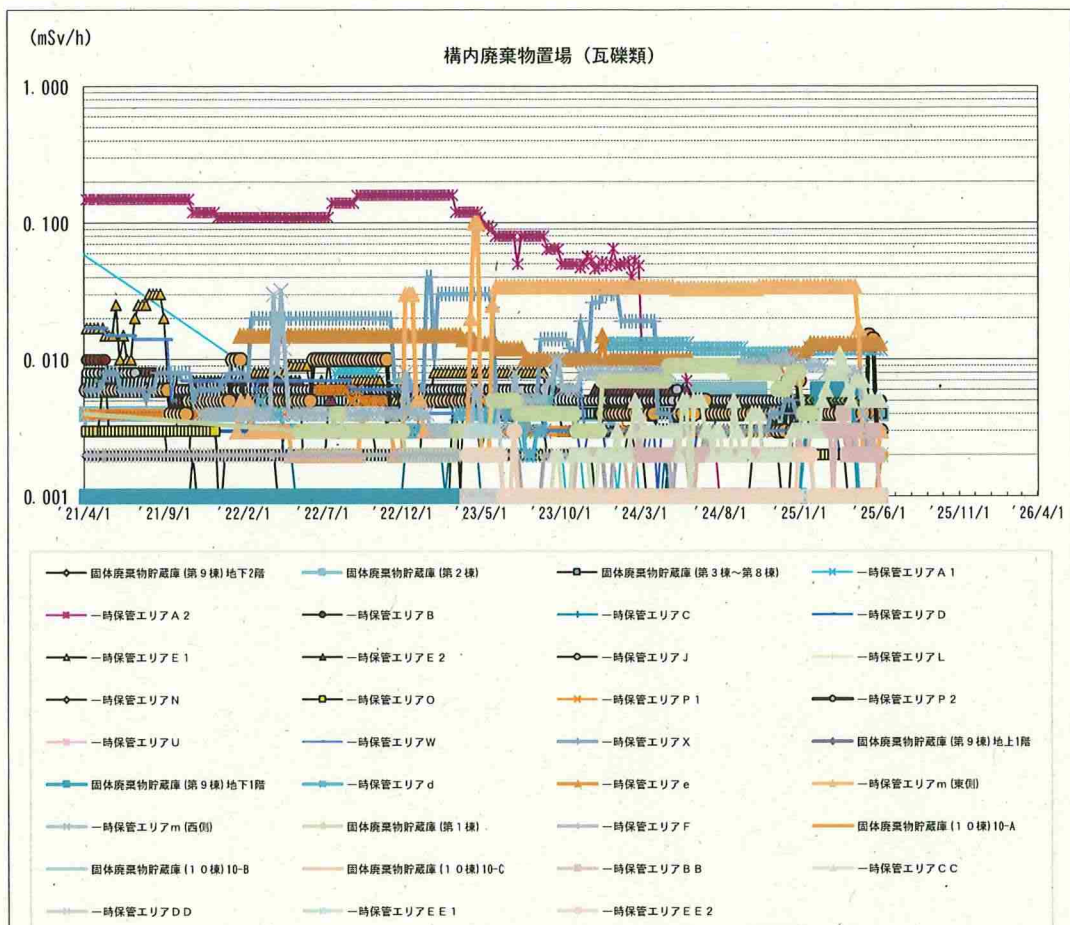 (mSv/h)
構内廃棄物置場 (瓦礫類)
1.000
0.100
0.010
0.001
21/4/1 21/9/1 22/2/1 22/7/1 22/12/1 23/5/1 23/10/1 24/3/1 '24/8/1 '25/1/1 '25/6/1 '25/11/1 '26/4/1
固体廃棄物貯蔵庫(第9棟)地下2階 固体廃棄物貯蔵庫(第2棟) 固体廃棄物貯蔵庫(第3棟~第8棟) 一時保管エリアA1
一時保管エリアA2 一時保管エリアB 一時保管エリアC 一時保管エリアD
一時保管エリアE1 一時保管エリアE2 一時保管エリアJ 一時保管エリアL
一時保管エリアN 一時保管エリアO 一時保管エリアP1 一時保管エリアP2
一時保管エリアU 一時保管エリアW 一時保管エリアX 固体廃棄物貯蔵庫(第9棟)地上1階
固体廃棄物貯蔵庫(第9棟)地下1階 一時保管エリアd 一時保管エリアe 一時保管エリアm(東側)
一時保管エリアm(西側) 固体廃棄物貯蔵庫(第1棟) 一時保管エリアF 固体廃棄物貯蔵庫(10棟)10-A
固体廃棄物貯蔵庫(10棟)10-B 固体廃棄物貯蔵庫(10棟)10-C 一時保管エリアBB 一時保管エリアCC
一時保管エリアDD 一時保管エリアEE1 一時保管エリアEE2